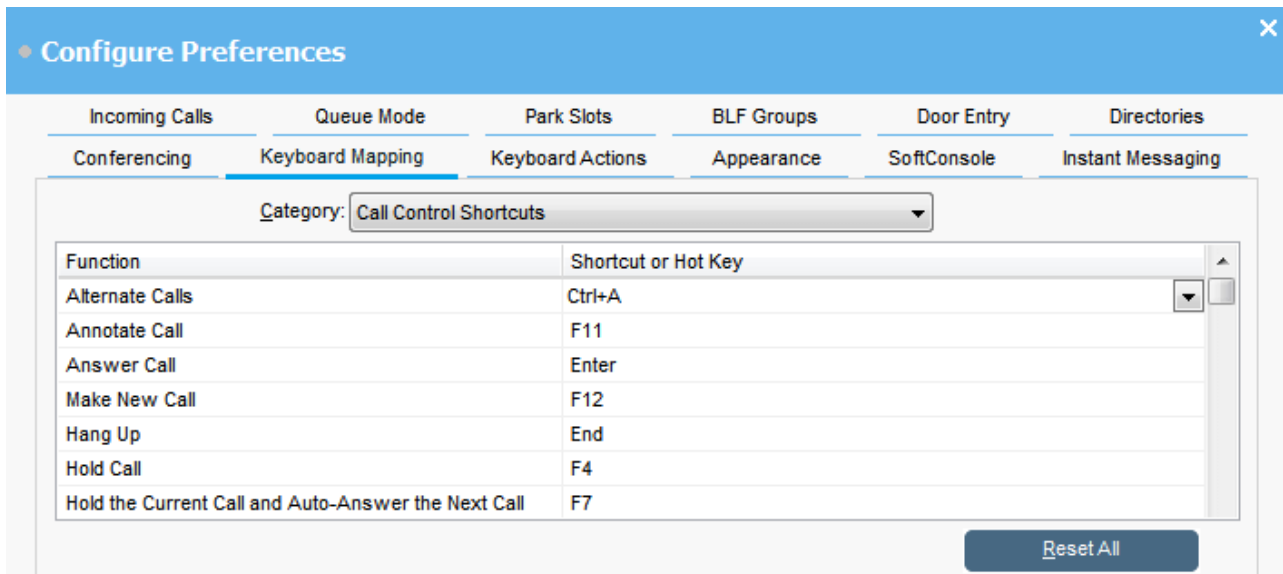 Configure Preferences
Incoming Calls Queue Mode Park Slots BLF Groups Door Entry Directories
Conferencing Keyboard Mapping Keyboard Actions Appearance SoftConsole Instant Messaging
Category: Call Control Shortcuts
Function Shortcut or Hot Key
Alternate Calls Ctrl+A
Annotate Call F11
Answer Call Enter
Make New Call F12
Hang Up End
Hold Call F4
Hold the Current Call and Auto-Answer the Next Call F7
Reset All